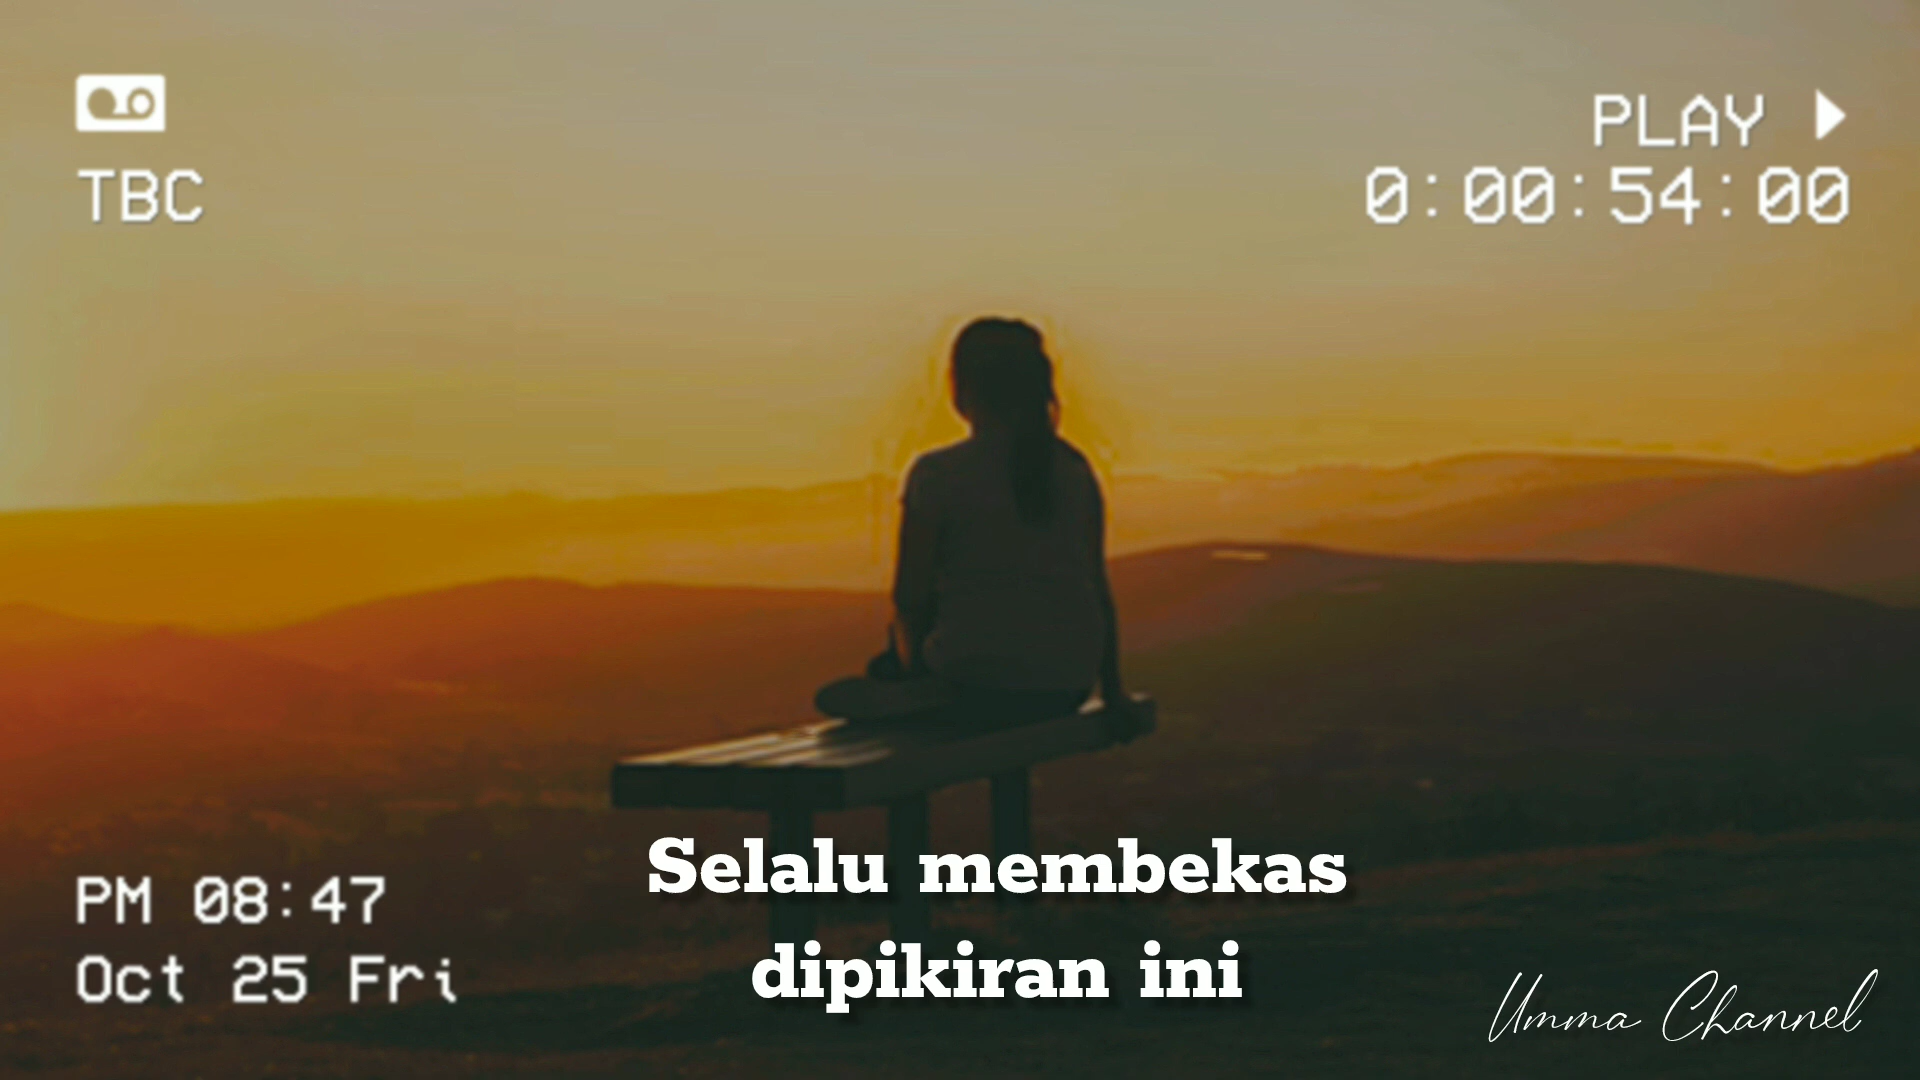 TBC
PLAY
0:00:54:00
Selalu membekas
dipikiran ini
PM 08:47
Oct 25 Fri
Umma Channel